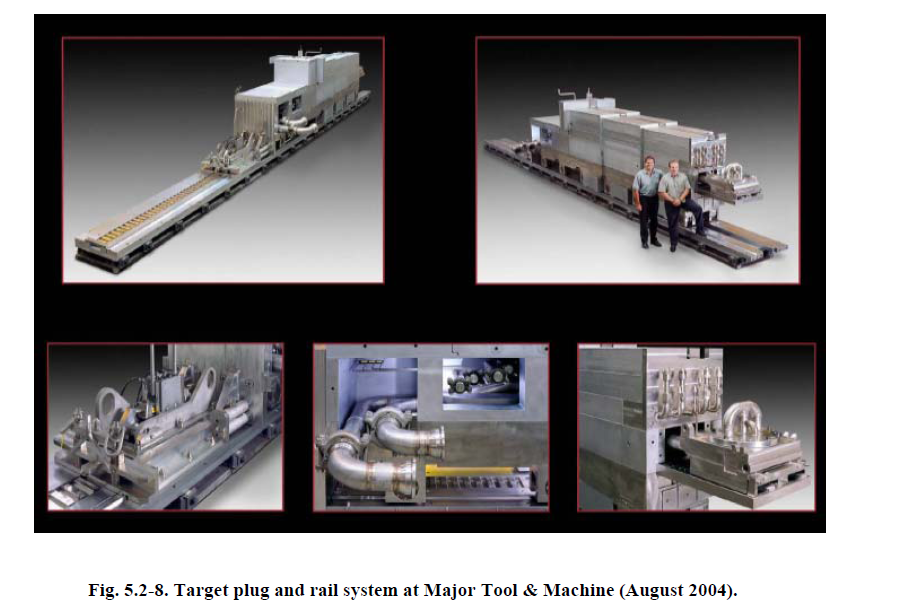 Fig. 5.2-8. Target plug and rail system at Major Tool & Machine (August 2004).